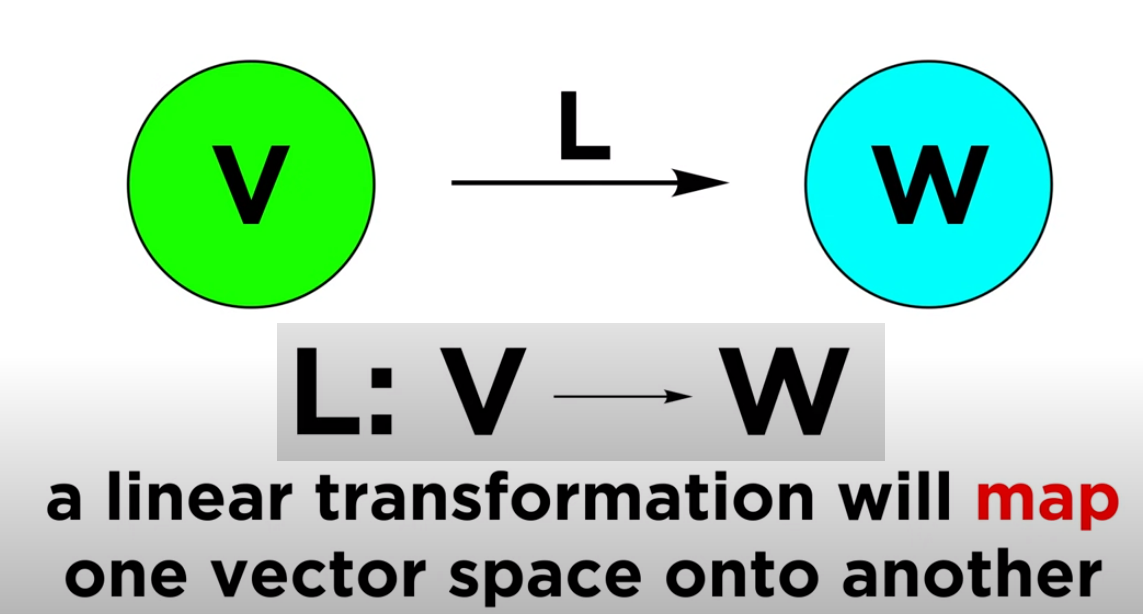 L
V
W
L: V → W
a linear transformation will map
one vector space onto another